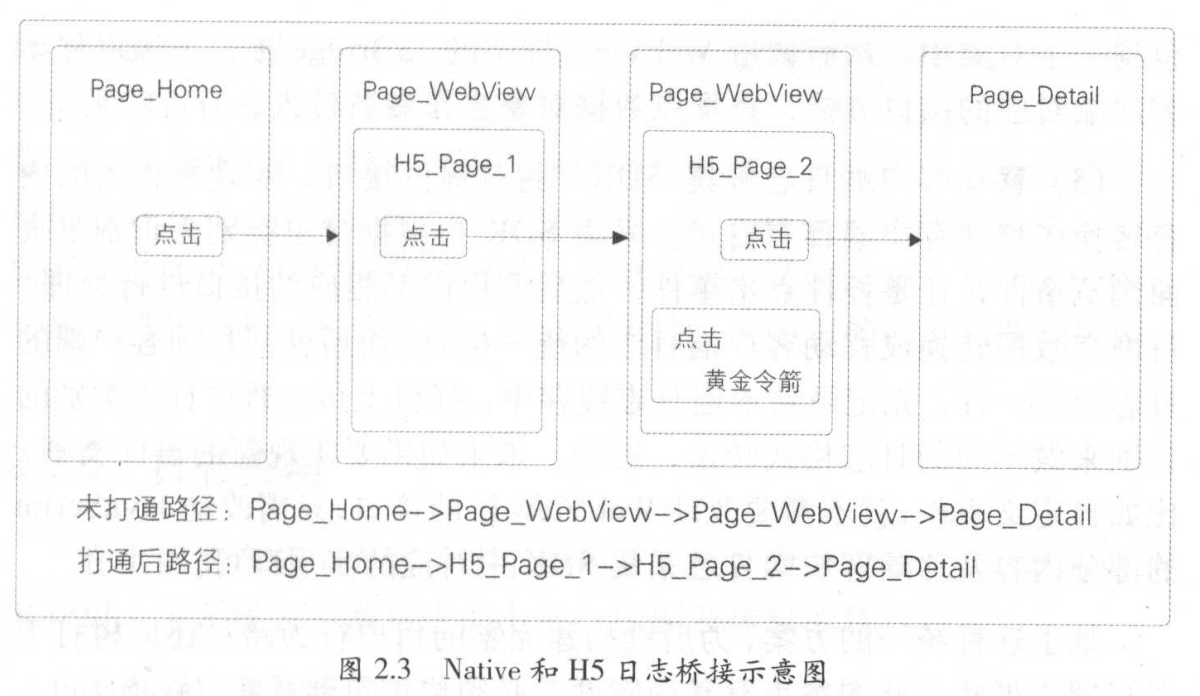 Page_Home
Page_WebView
Page_WebView
Page_Detail
H5_Page_1
H5_Page_2
点击
点击
点击
点击
黄金令箭
未打通路径：Page_Home-->Page_WebView-->Page_WebView-->Page_Detail
打通后路径：Page_Home-->H5_Page_1-->H5_Page_2->Page_Detail
图 2.3 Native 和 H5 日志桥接示意图